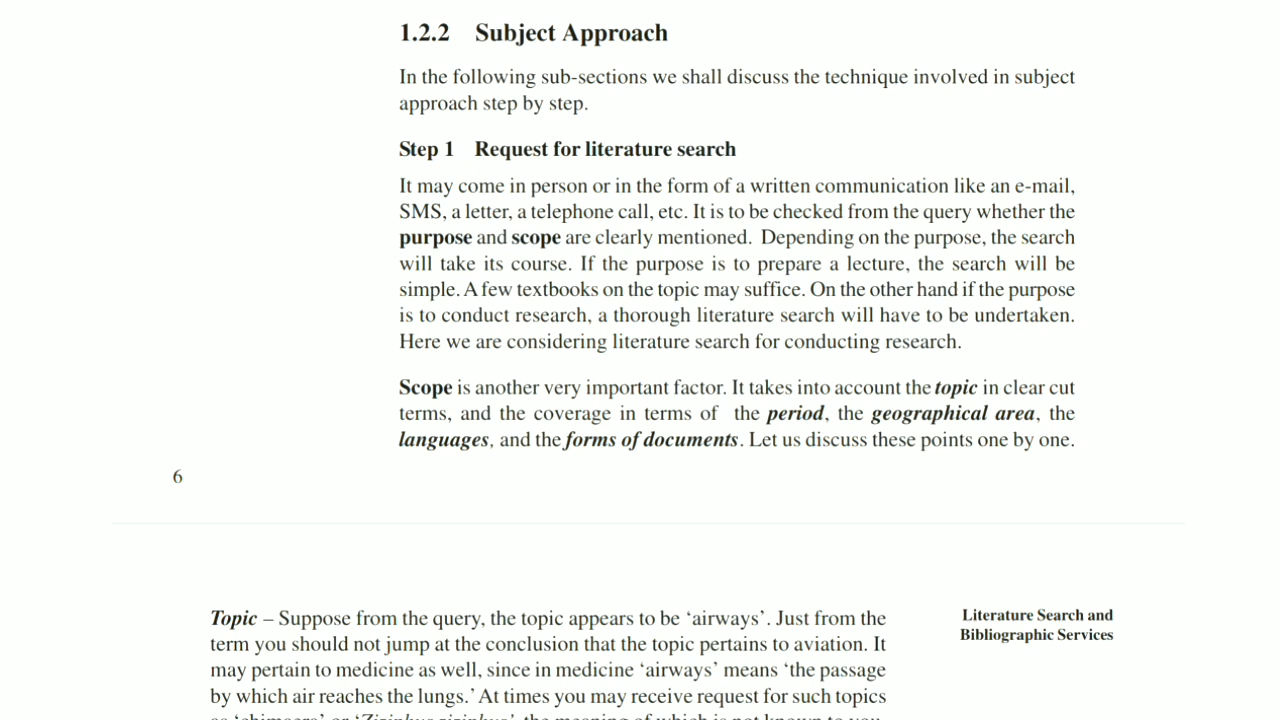 1.2.2 Subject Approach
In the following sub-sections we shall discuss the technique involved in subject
approach step by step.
Step 1 Request for literature search
It may come in person or in the form of a written communication like an e-mail,
SMS, a letter, a telephone call, etc. It is to be checked from the query whether the
purpose and scope are clearly mentioned. Depending on the purpose, the search
will take its course. If the purpose is to prepare a lecture, the search will be
simple. A few textbooks on the topic may suffice. On the other hand if the purpose
is to conduct research, a thorough literature search will have to be undertaken.
Here we are considering literature search for conducting research.
Scope is another very important factor. It takes into account the topic in clear cut
terms, and the coverage in terms of the period, the geographical area, the
languages, and the forms of documents. Let us discuss these points one by one.
6
Topic – Suppose from the query, the topic appears to be ‘airways’. Just from the
term you should not jump at the conclusion that the topic pertains to aviation. It
may pertain to medicine as well, since in medicine ‘airways’ means ‘the passage
by which air reaches the lungs.’ At times you may receive request for such topics
Literature Search and
Bibliographic Services